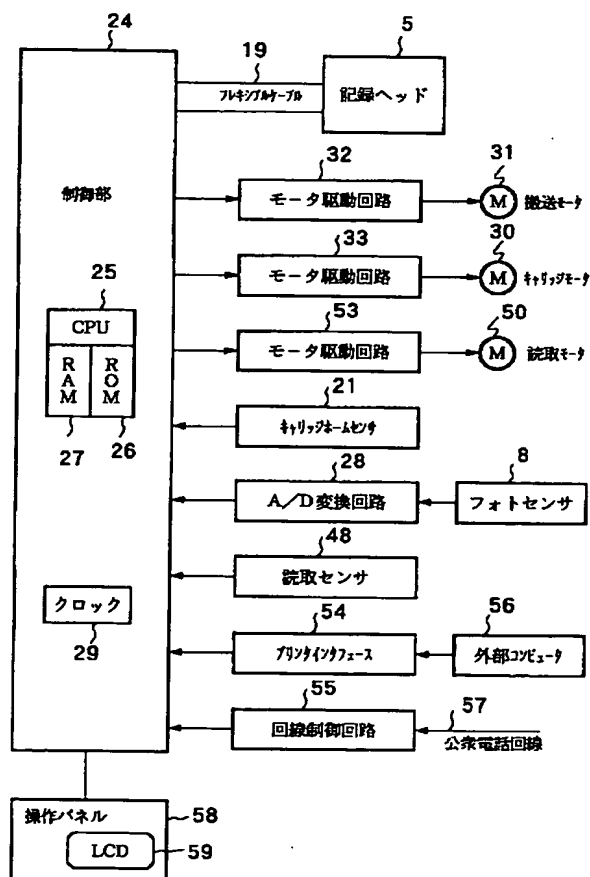 24
5
19
フレキシブルケーブル
記録ヘッド
制御部
32
モータ駆動回路
31
M 搬送モータ
33
モータ駆動回路
30
M キャリッジモータ
25
CPU
RAM
ROM
27
26
53
モータ駆動回路
50
M 読取モータ
21
キャリッジホームセンチ
28
A/D変換回路
8
フォトセンサ
48
読取センサ
クロック
29
54
プリンタインタフェース
56
外部コンピュータ
55
回線制御回路
57
公衆電話回線
操作パネル
58
LCD
59